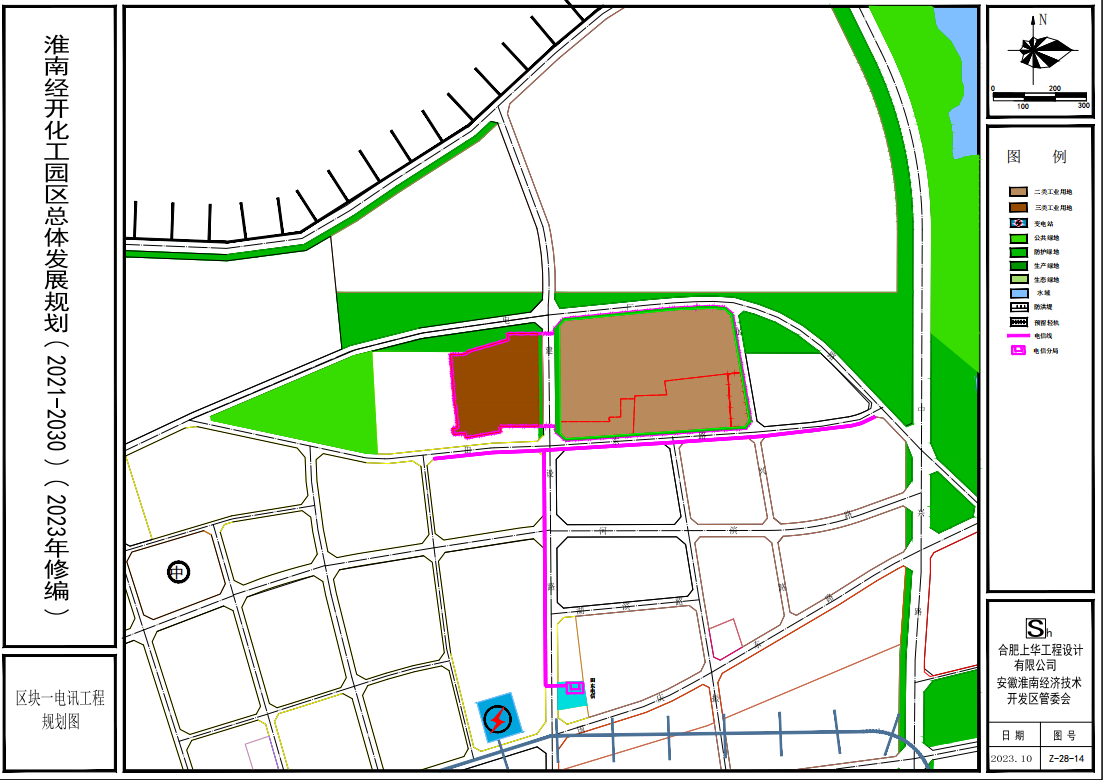 淮南经开化工园区总体发展规划（2021-2030）（2023年修编）
区块一电讯工程
规划图
N
0
200
100
300
图 例
二类工业用地
三类工业用地
变电站
公共绿地
防护绿地
生产绿地
生态绿地
水域
防洪堤
预留轻轨
电信线
电信分局
中
Sh
合肥上华工程设计
有限公司
安徽淮南经济技术
开发区管委会
日 期
图 号
2023.10
Z-28-14